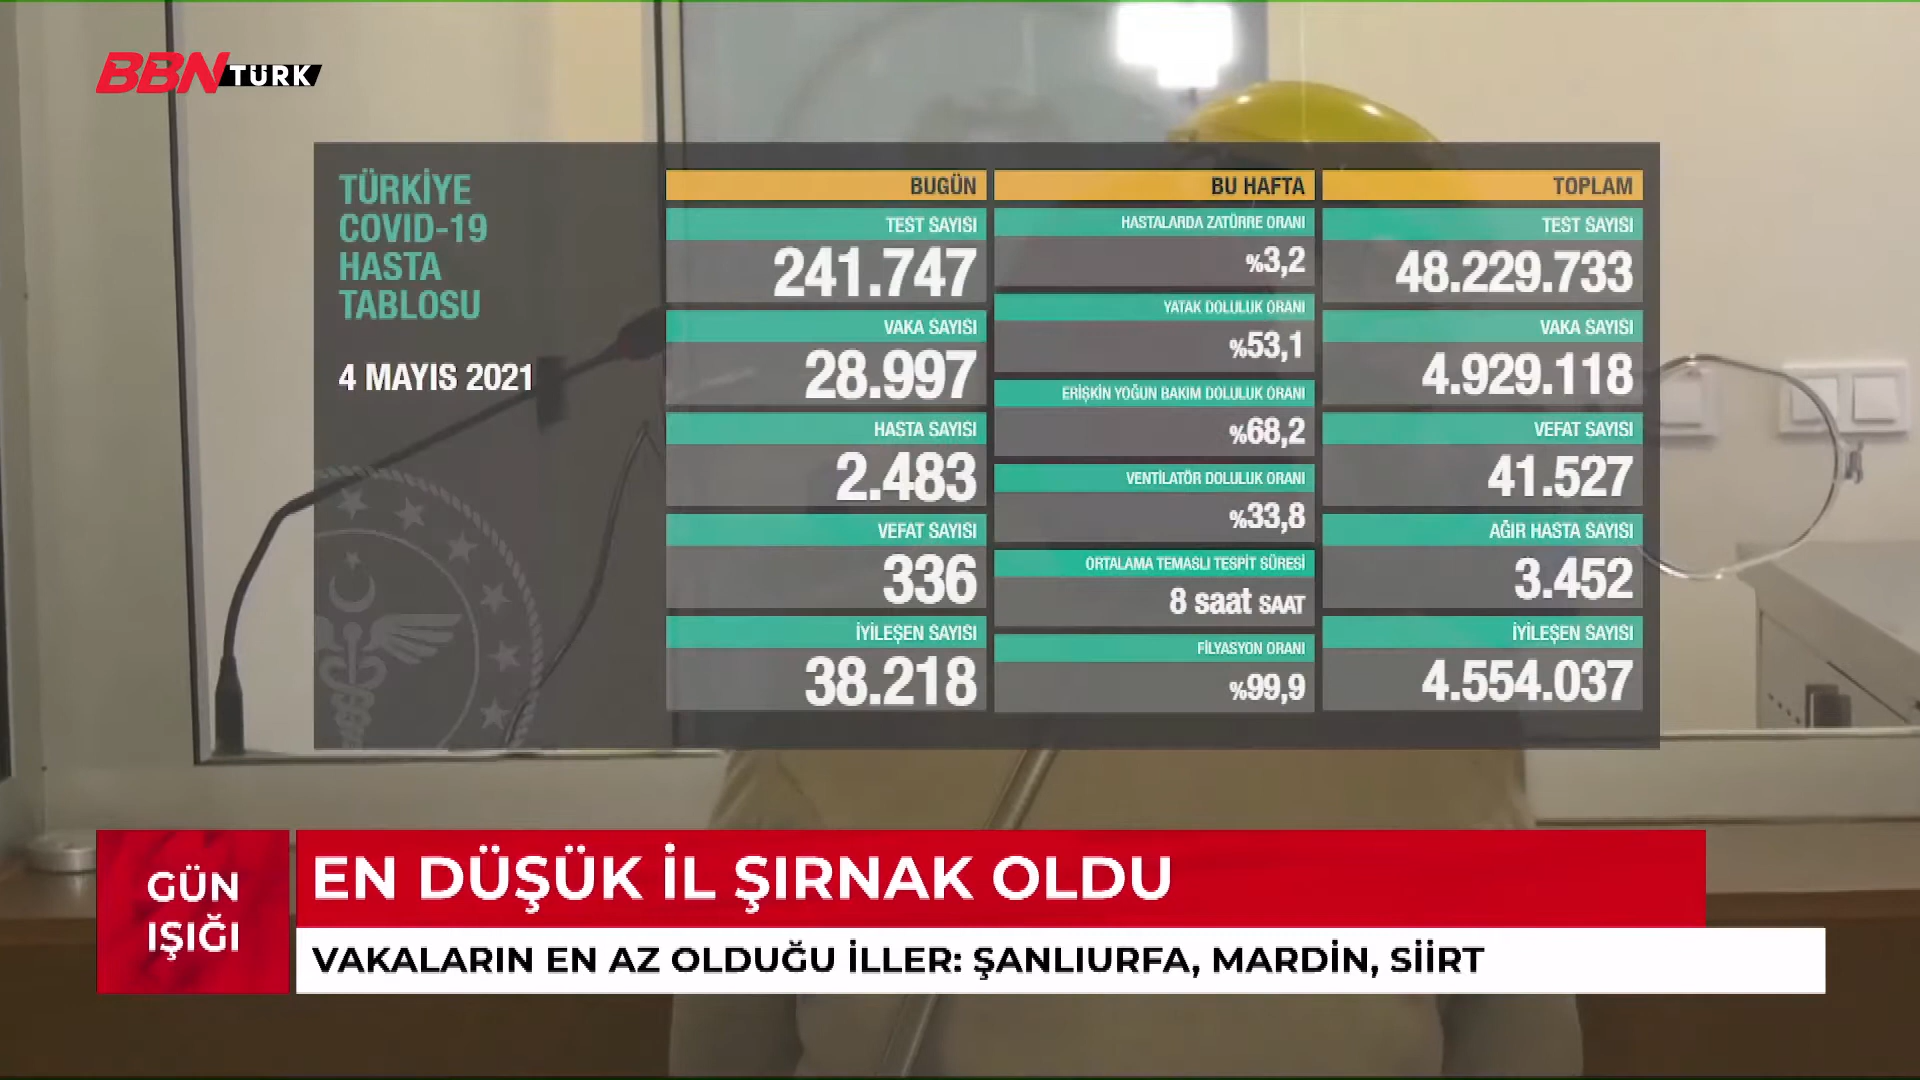 BBN TÜRK
TÜRKİYE
COVID-19
HASTA
TABLOSU
4 MAYIS 2021
BUGÜN
TEST SAYISI
241.747
VAKA SAYISI
28.997
HASTA SAYISI
2.483
VEFAT SAYISI
336
İYİLEŞEN SAYISI
38.218
BU HAFTA
HASTALARDA ZATÜRRE ORANI
%3,2
YATAK DOLULUK ORANI
%53,1
ERİŞKİN YOĞUN BAKIM DOLULUK ORANI
%68,2
VENTİLATÖR DOLULUK ORANI
%33,8
ORTALAMA TEMASLI TESPİT SÜRESİ
8 saat SAAT
FİLYASYON ORANI
%99,9
TOPLAM
TEST SAYISI
48.229.733
VAKA SAYISI
4.929.118
VEFAT SAYISI
41.527
AĞIR HASTA SAYISI
3.452
İYİLEŞEN SAYISI
4.554.037
GÜN
IŞIĞI
EN DÜŞÜK İL ŞIRNAK OLDU
VAKALARIN EN AZ OLDUĞU İLLER: ŞANLIURFA, MARDİN, SİİRT